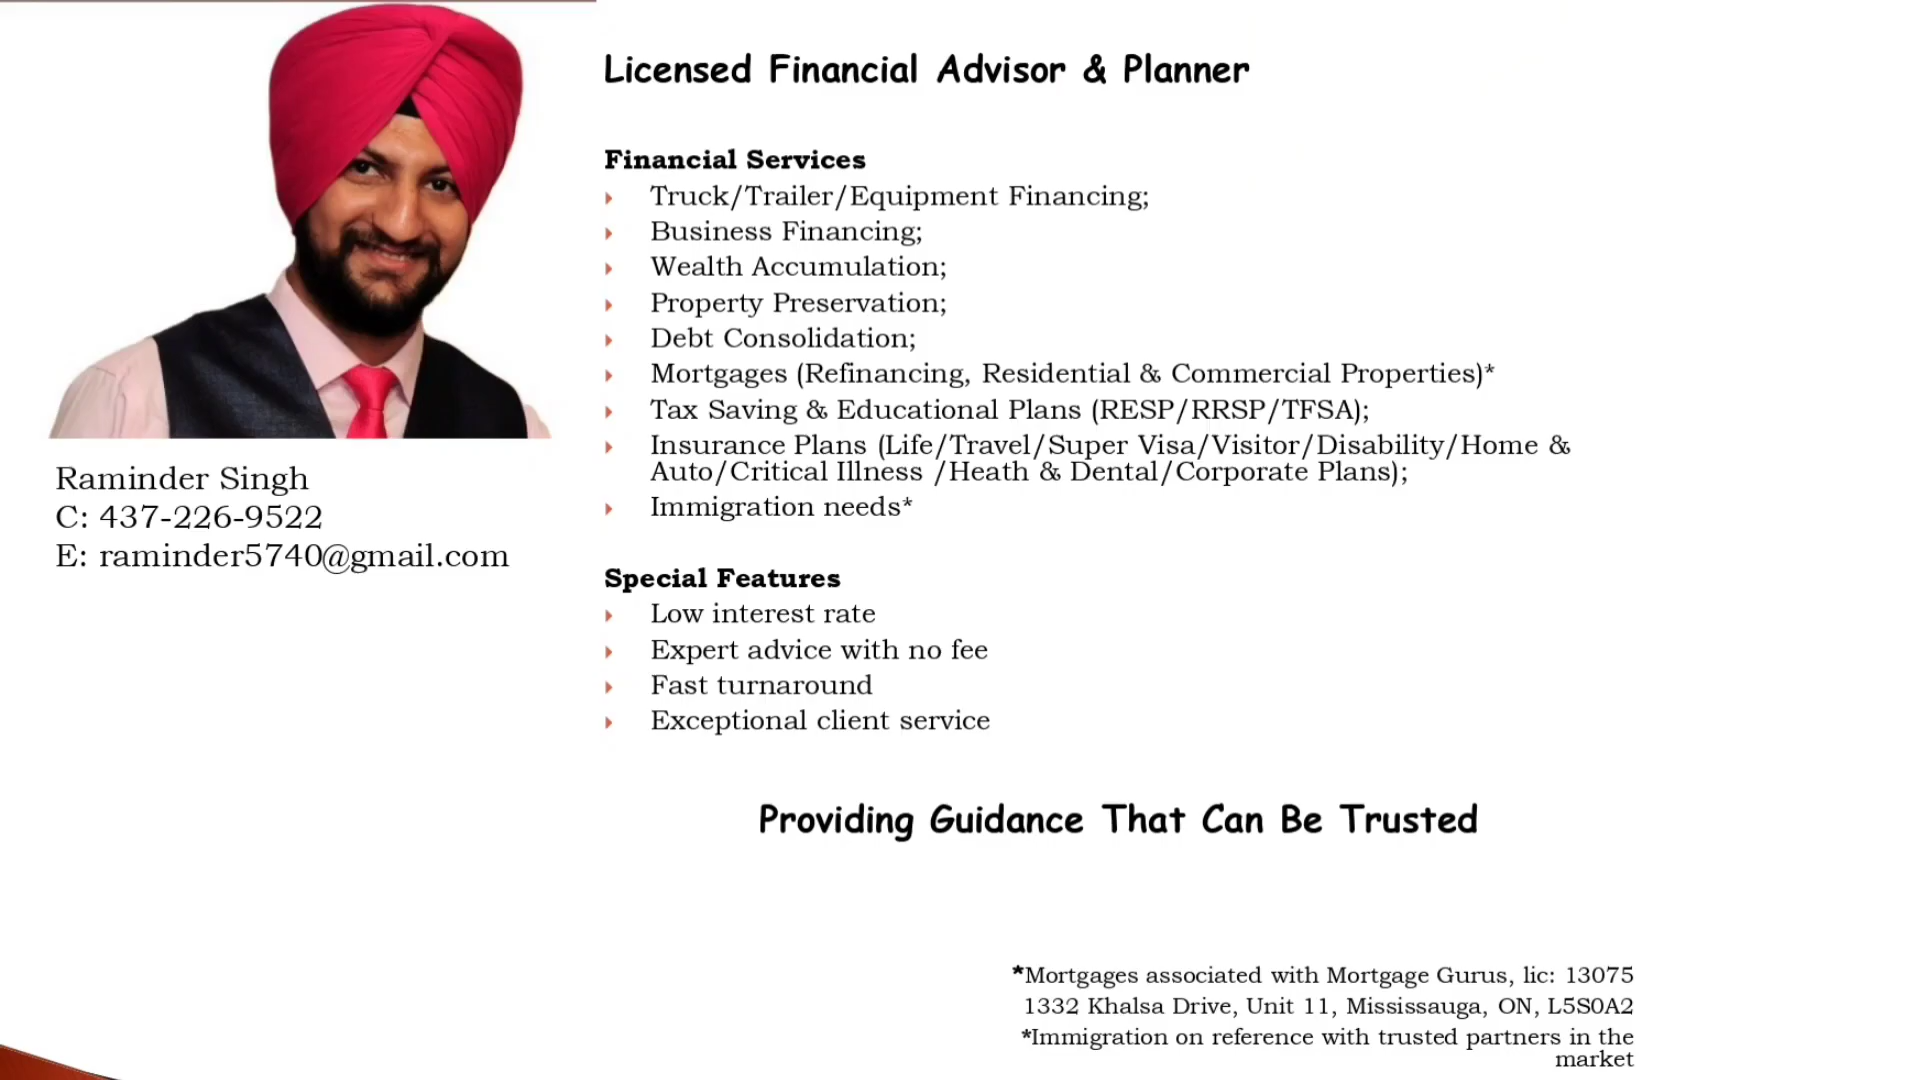 Licensed Financial Advisor & Planner
Financial Services
Truck/Trailer/Equipment Financing;
Business Financing;
Wealth Accumulation;
Property Preservation;
Debt Consolidation;
Mortgages (Refinancing, Residential & Commercial Properties)*
Tax Saving & Educational Plans (RESP/RRSP/TFSA);
Insurance Plans (Life/Travel/Super Visa/Visitor/Disability/Home &
Auto/Critical Illness /Heath & Dental/Corporate Plans);
Immigration needs*
Special Features
Low interest rate
Expert advice with no fee
Fast turnaround
Exceptional client service
Raminder Singh
C: 437-226-9522
E: raminder5740@gmail.com
Providing Guidance That Can Be Trusted
*Mortgages associated with Mortgage Gurus, lic: 13075
1332 Khalsa Drive, Unit 11, Mississauga, ON, L5S0A2
*Immigration on reference with trusted partners in the
market